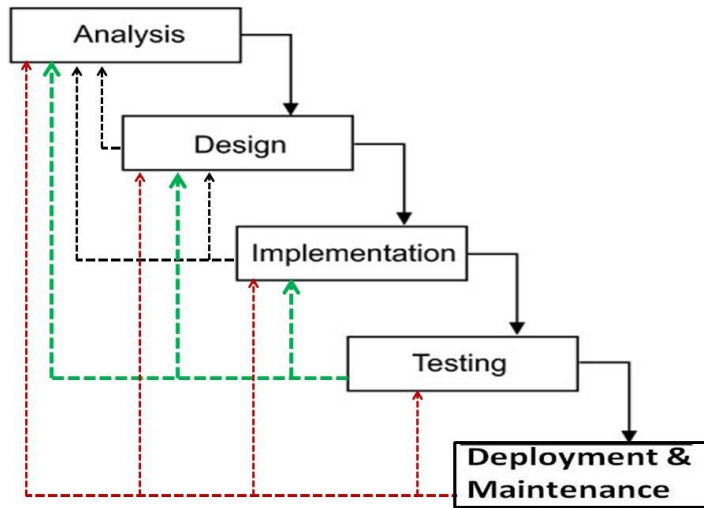 Analysis
Design
Implementation
Testing
Deployment &
Maintenance